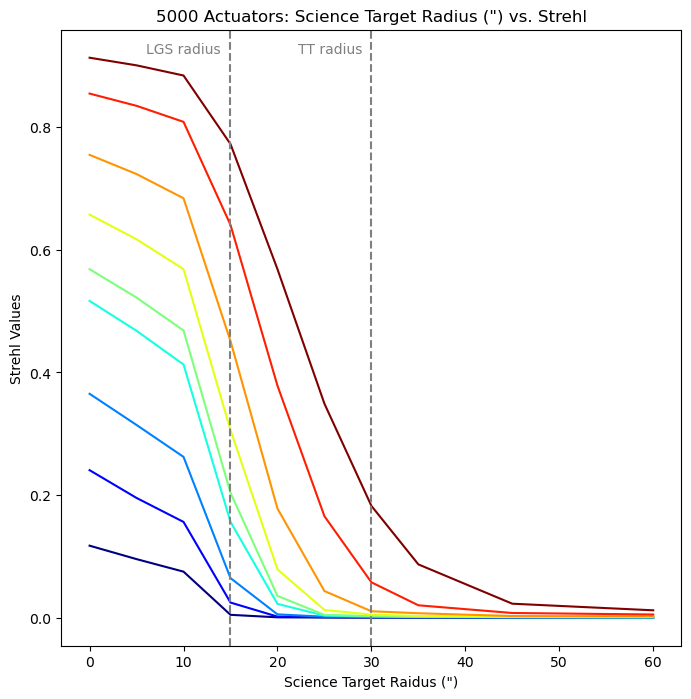 5000 Actuators: Science Target Radius (") vs. Strehl
LGS radius
TT radius
Strehl Values
0.8
0.6
0.4
0.2
0.0
0 10 20 30 40 50 60
Science Target Raidus (")